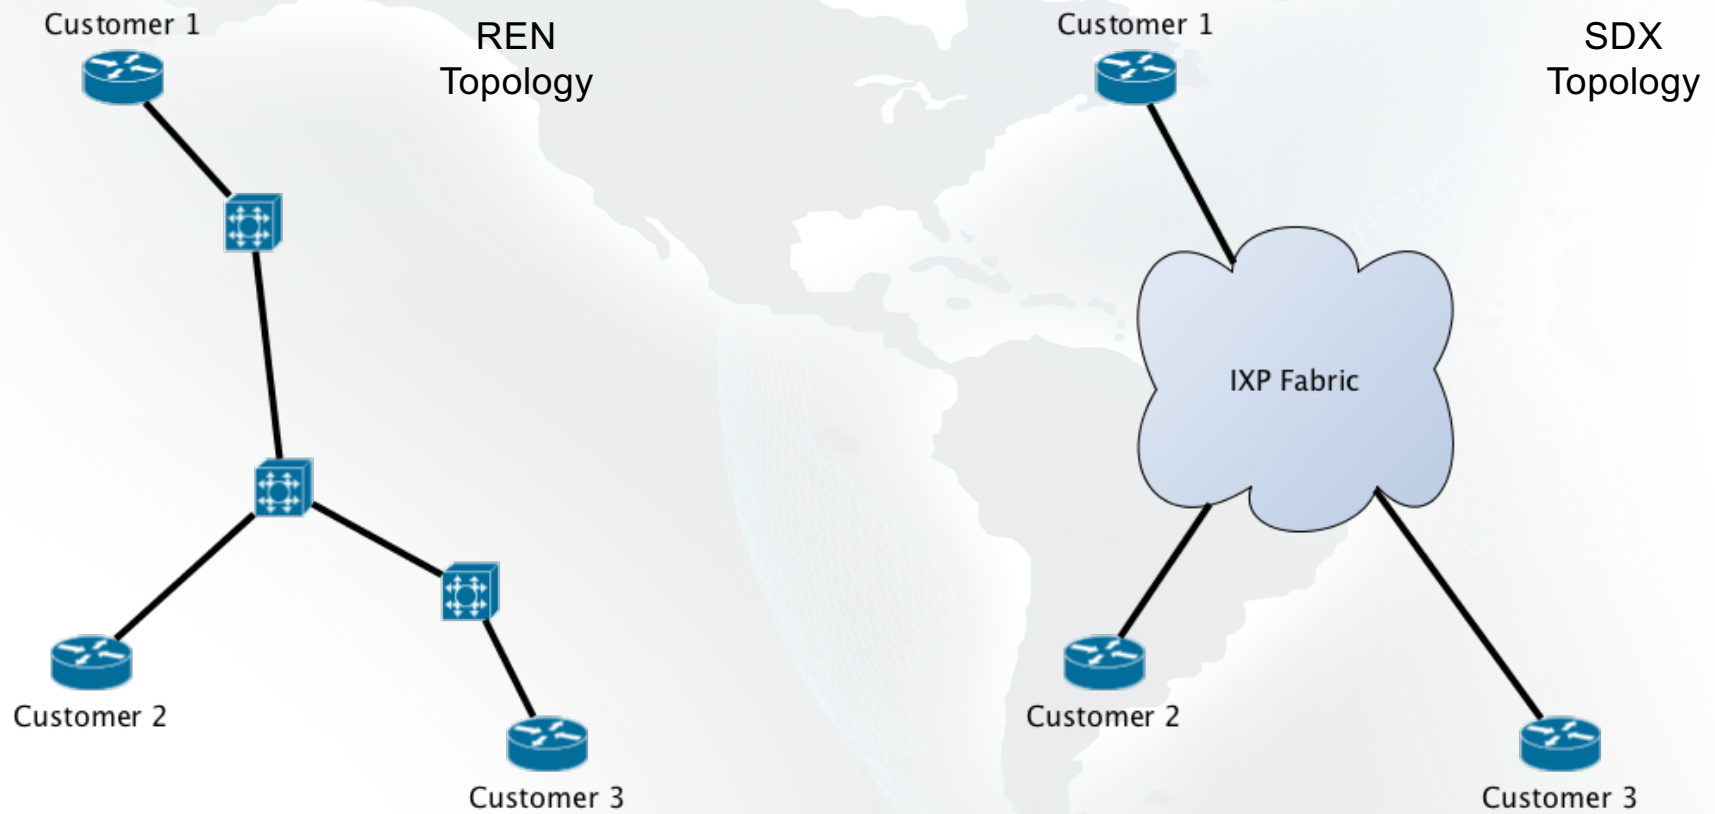 Customer 1
REN
Topology
Customer 2
Customer 3
Customer 1
SDX
Topology
IXP Fabric
Customer 2
Customer 3